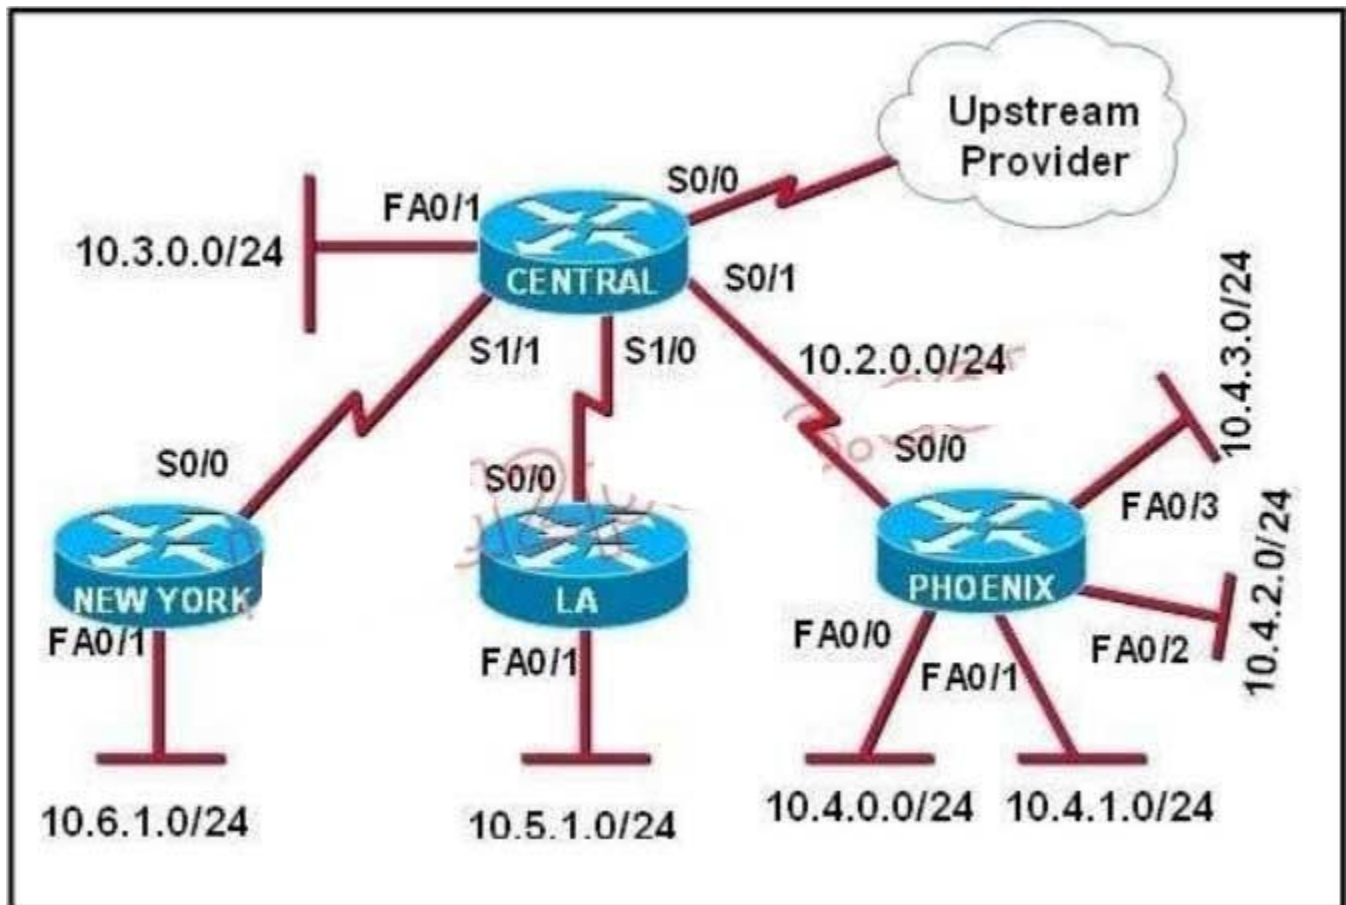 Upstream
Provider
S0/0
FA0/1
10.3.0.0/24
CENTRAL
S0/1
S1/1
S1/0
10.2.0.0/24
10.4.3.0/24
S0/0
S0/0
S0/0
FA0/3
10.4.2.0/24
NEW YORK
LA
PHOENIX
FA0/1
FA0/1
FA0/0
FA0/1
FA0/2
10.6.1.0/24
10.5.1.0/24
10.4.0.0/24
10.4.1.0/24